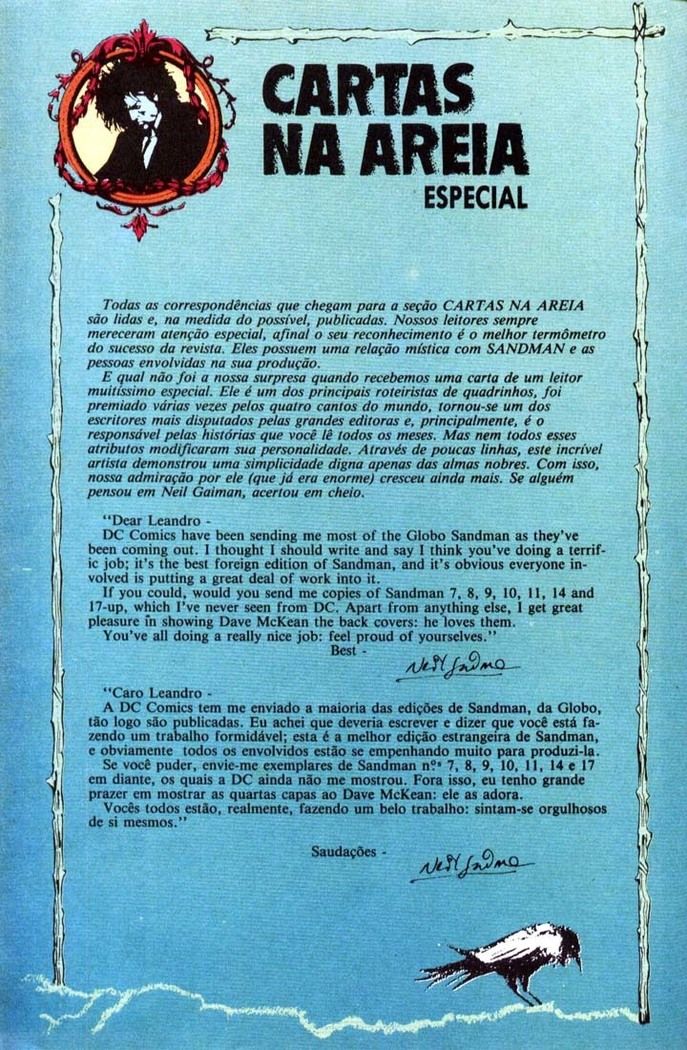 CARTAS
NA AREIA
ESPECIAL
Todas as correspondências que chegam para a seção CARTAS NA AREIA
são lidas e, na medida do possível, publicadas. Nossos leitores sempre
mereceram atenção especial, afinal o seu reconhecimento é o melhor termômetro
do sucesso da revista. Eles possuem uma relação mística com SANDMAN e as
pessoas envolvidas na sua produção.
E qual não foi a nossa surpresa quando recebemos uma carta de um leitor
muitíssimo especial. Ele é um dos principais roteiristas de quadrinhos, foi
premiado várias vezes pelos quatro cantos do mundo, tornou-se um dos
escritores mais disputados pelas grandes editoras e, principalmente, é o
responsável pelas histórias que você lê todos os meses. Mas nem todos esses
atributos modificaram sua personalidade. Através de poucas linhas, este incrível
artista demonstrou uma simplicidade digna apenas das almas nobres. Com isso,
nossa admiração por ele (que já era enorme) cresceu ainda mais. Se alguém
pensou em Neil Gaiman, acertou em cheio.
"Dear Leandro -
DC Comics have been sending me most of the Globo Sandman as they've
been coming out. I thought I should write and say I think you've doing a terrif-
ic job; it's the best foreign edition of Sandman, and it's obvious everyone in-
volved is putting a great deal of work into it.
If you could, would you send me copies of Sandman 7, 8, 9, 10, 11, 14 and
17-up, which I've never seen from DC. Apart from anything else, I get great
pleasure in showing Dave McKean the back covers: he loves them.
You've all doing a really nice job: feel proud of yourselves."
Best -
"Caro Leandro -
A DC Comics tem me enviado a maioria das edições de Sandman, da Globo,
tão logo são publicadas. Eu achei que deveria escrever e dizer que você está fa-
zendo um trabalho formidável; esta é a melhor edição estrangeira de Sandman,
e obviamente todos os envolvidos estão se empenhando muito para produzi-la.
Se você puder, envie-me exemplares de Sandman nºs 7, 8, 9, 10, 11, 14 e 17
em diante, os quais a DC ainda não me mostrou. Fora isso, eu tenho grande
prazer em mostrar as quartas capas ao Dave McKean: ele as adora.
Vocês todos estão, realmente, fazendo um belo trabalho: sintam-se orgulhosos
de si mesmos."
Saudações -